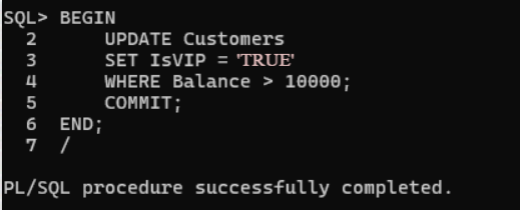 SQL> BEGIN
  2      UPDATE Customers
  3      SET IsVIP = 'TRUE'
  4      WHERE Balance > 10000;
  5      COMMIT;
  6  END;
  7  /
PL/SQL procedure successfully completed.